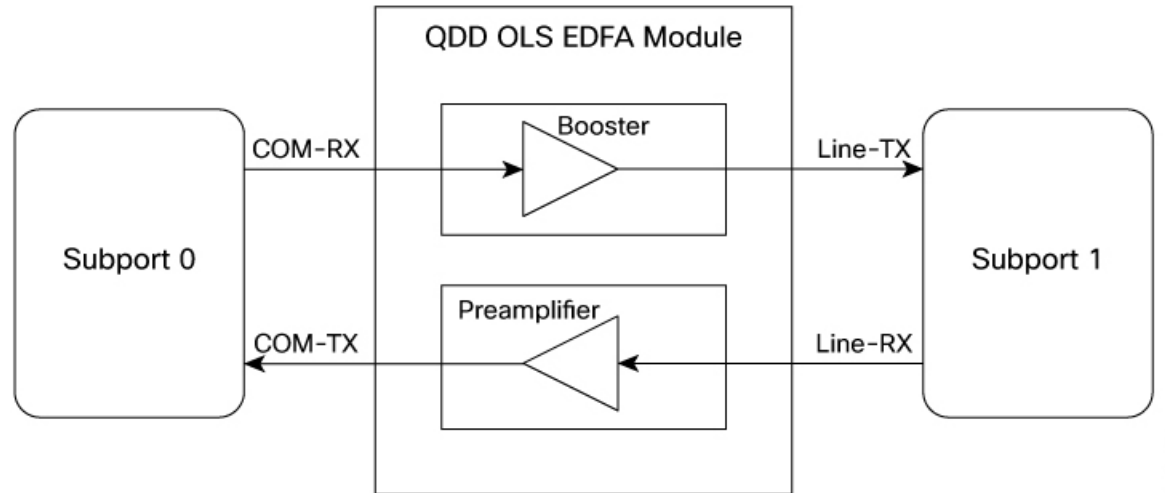 QDD OLS EDFA Module
Booster
COM-RX
Line-TX
Subport 0
Subport 1
Preamplifier
COM-TX
Line-RX